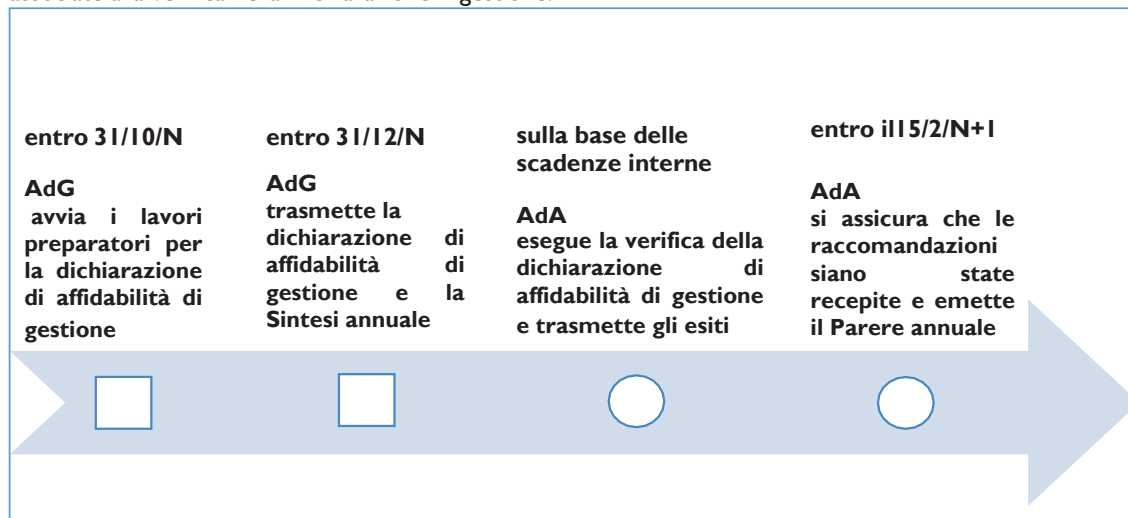 entro 31/10/N
AdG
avvia i lavori
preparatori per
la dichiarazione
di affidabilità di
gestione
entro 31/12/N
AdG
trasmette la
dichiarazione di
affidabilità di
gestione e la
Sintesi annuale
sulla base delle
scadenze interne
AdA
esegue la verifica della
dichiarazione di
affidabilità di gestione
e trasmette gli esiti
entro il15/2/N+1
AdA
si assicura che le
raccomandazioni
siano state
recepite e emette
il Parere annuale